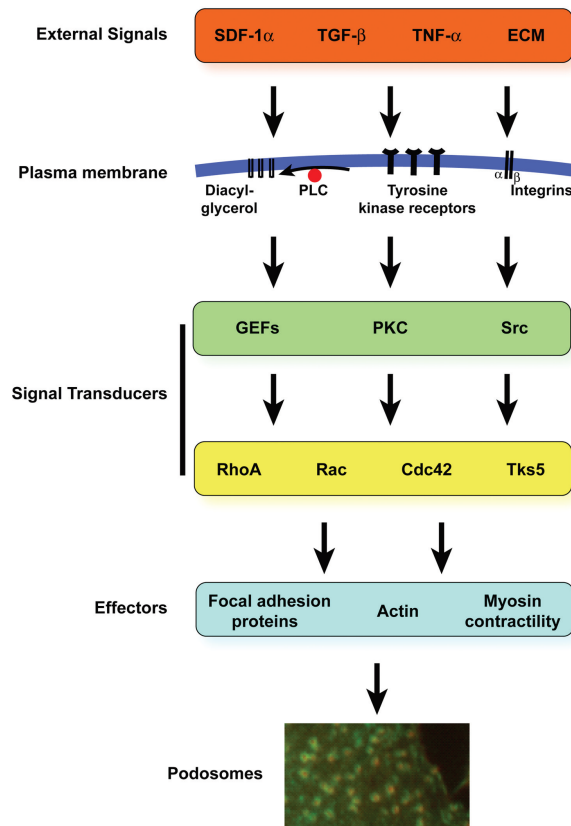 External Signals
SDF-1α TGF-β TNF-α ECM
Plasma membrane
α β
Diacyl-
glycerol
PLC
Tyrosine
kinase receptors
Integrins
GEFs PKC Src
Signal Transducers
RhoA Rac Cdc42 Tks5
Effectors
Focal adhesion
proteins
Actin
Myosin
contractility
Podosomes